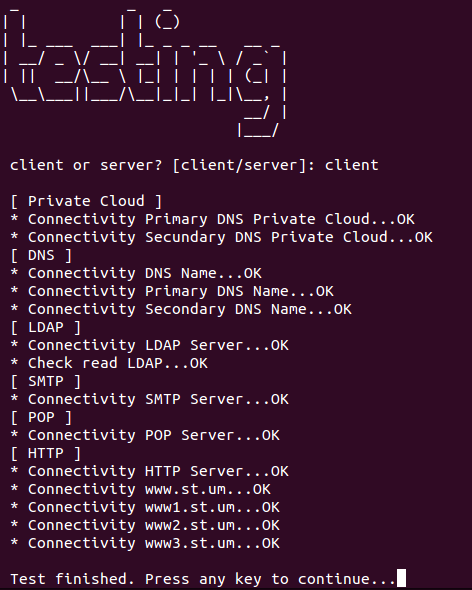 testing
client or server? [client/server]: client
[ Private Cloud ]
* Connectivity Primary DNS Private Cloud...OK
* Connectivity Secundary DNS Private Cloud...OK
[ DNS ]
* Connectivity DNS Name...OK
* Connectivity Primary DNS Name...OK
* Connectivity Secondary DNS Name...OK
[ LDAP ]
* Connectivity LDAP Server...OK
* Check read LDAP...OK
[ SMTP ]
* Connectivity SMTP Server...OK
[ POP ]
* Connectivity POP Server...OK
[ HTTP ]
* Connectivity HTTP Server...OK
* Connectivity www.st.um...OK
* Connectivity www1.st.um...OK
* Connectivity www2.st.um...OK
* Connectivity www3.st.um...OK
Test finished. Press any key to continue...